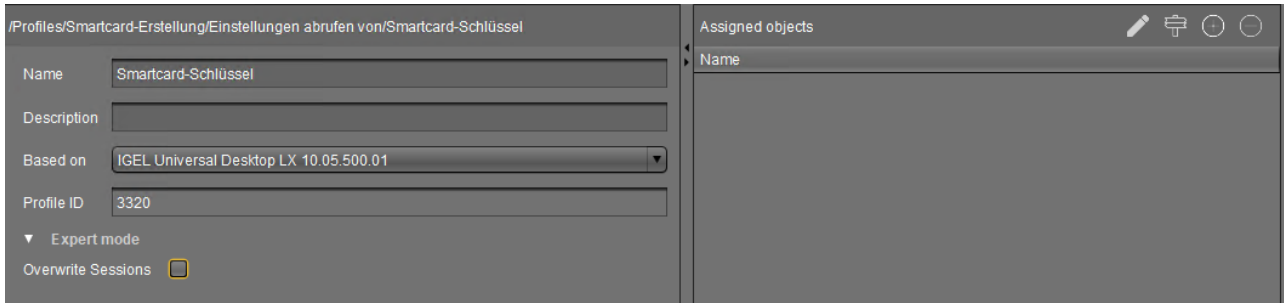 /Profiles/Smartcard-Erstellung/Einstellungen abrufen von/Smartcard-Schlüssel
Name Smartcard-Schlüssel
Description
Based on IGEL Universal Desktop LX 10.05.500.01
Profile ID 3320
Expert mode
Overwrite Sessions
Assigned objects
Name